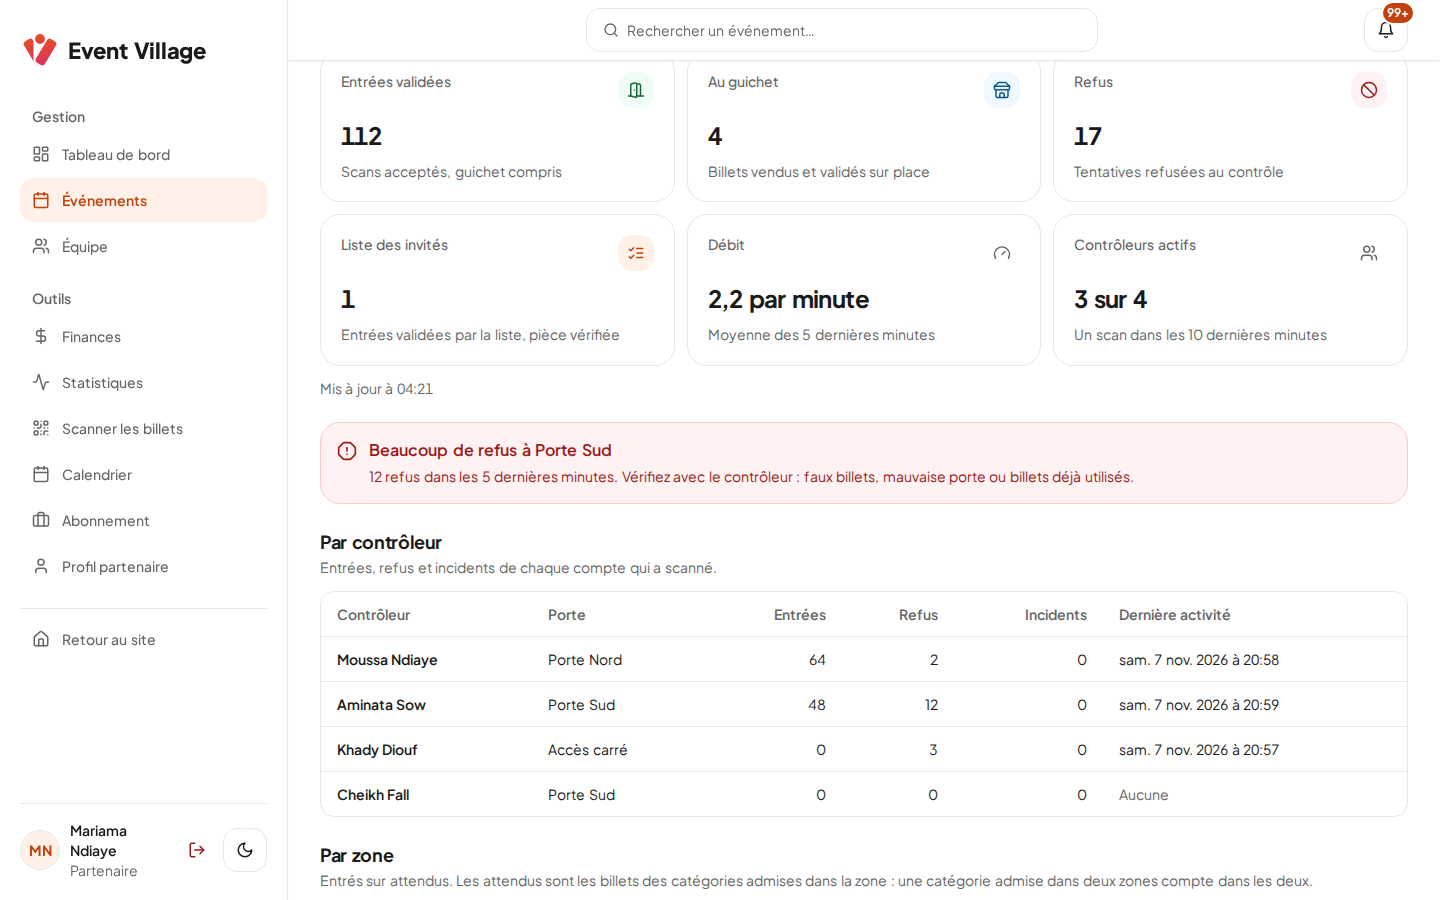 Event Village
Rechercher un événement…
99+
Gestion
Tableau de bord
Événements
Équipe
Outils
Finances
Statistiques
Scanner les billets
Calendrier
Abonnement
Profil partenaire
Retour au site
Mariama Ndiaye
Partenaire
MN
Entrées validées
112
Scans acceptés, guichet compris
Au guichet
4
Billets vendus et validés sur place
Refus
17
Tentatives refusées au contrôle
Liste des invités
1
Entrées validées par la liste, pièce vérifiée
Débit
2,2 par minute
Moyenne des 5 dernières minutes
Contrôleurs actifs
3 sur 4
Un scan dans les 10 dernières minutes
Mis à jour à 04:21
Beaucoup de refus à Porte Sud
12 refus dans les 5 dernières minutes. Vérifiez avec le contrôleur : faux billets, mauvaise porte ou billets déjà utilisés.
Par contrôleur
Entrées, refus et incidents de chaque compte qui a scanné.
Contrôleur Porte Entrées Refus Incidents Dernière activité
Moussa Ndiaye Porte Nord 64 2 0 sam. 7 nov. 2026 à 20:58
Aminata Sow Porte Sud 48 12 0 sam. 7 nov. 2026 à 20:59
Khady Diouf Accès carré 0 3 0 sam. 7 nov. 2026 à 20:57
Cheikh Fall Porte Sud 0 0 0 Aucune
Par zone
Entrés sur attendus. Les attendus sont les billets des catégories admises dans la zone : une catégorie admise dans deux zones compte dans les deux.